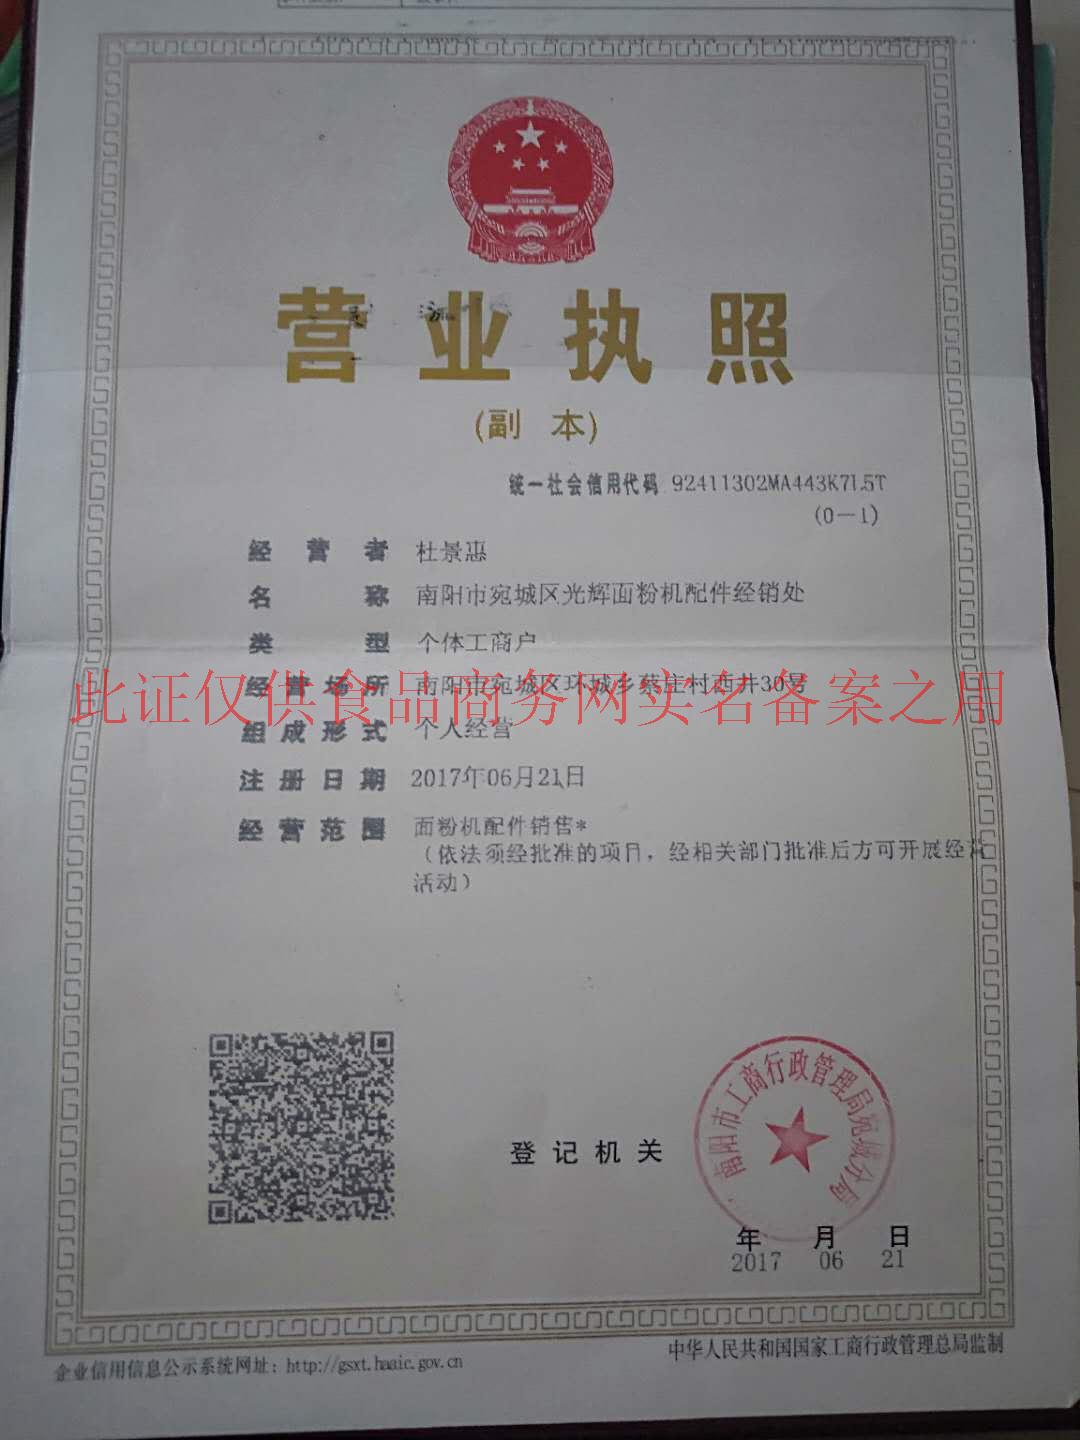 营业执照
(副 本)
统一社会信用代码 92411302MA443K7L5T
(0-1)
经营者 杜景惠
名称 南阳市宛城区光辉面粉机配件经销处
类型 个体工商户
经营场所 南阳市宛城区环城乡蔡庄村西井30号
此证仅供食品商务网实名备案之用
组成形式 个人经营
注册日期 2017年06月21日
经营范围 面粉机配件销售*
(依法须经批准的项目，经相关部门批准后方可开展经营
活动)
南阳市工商行政管理局宛城分局
登记机关
年 月 日
2017 06 21
企业信用信息公示系统网址：http://gsxt.haaic.gov.cn
中华人民共和国国家工商行政管理总局监制